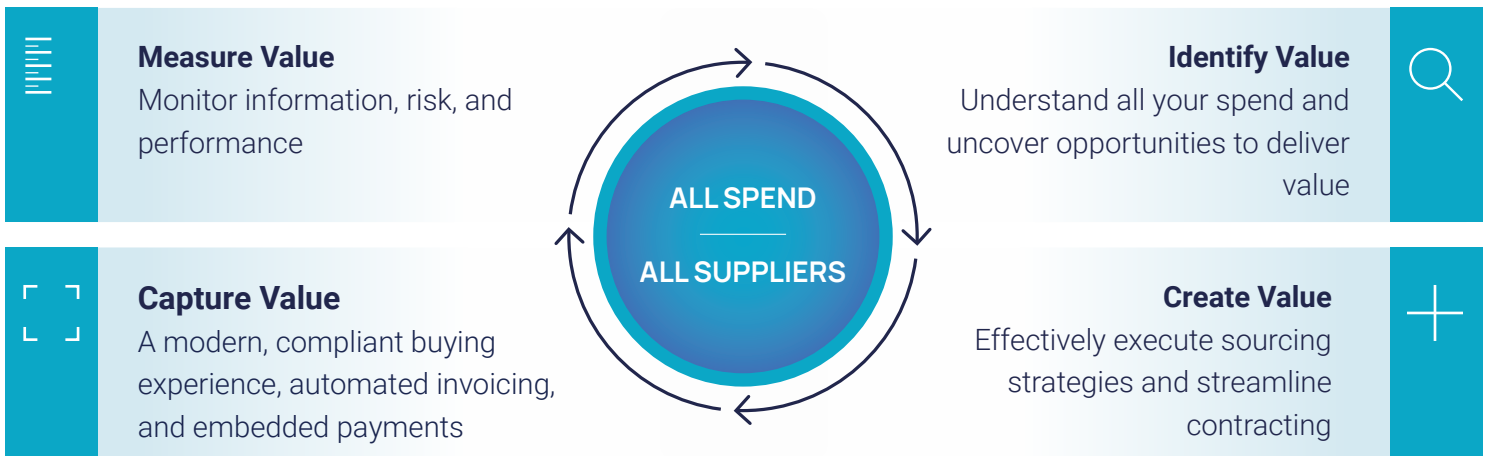 Measure Value
Monitor information, risk, and
performance
Identify Value
Understand all your spend and
uncover opportunities to deliver
value
ALL SPEND
ALL SUPPLIERS
Capture Value
A modern, compliant buying
experience, automated invoicing,
and embedded payments
Create Value
Effectively execute sourcing
strategies and streamline
contracting